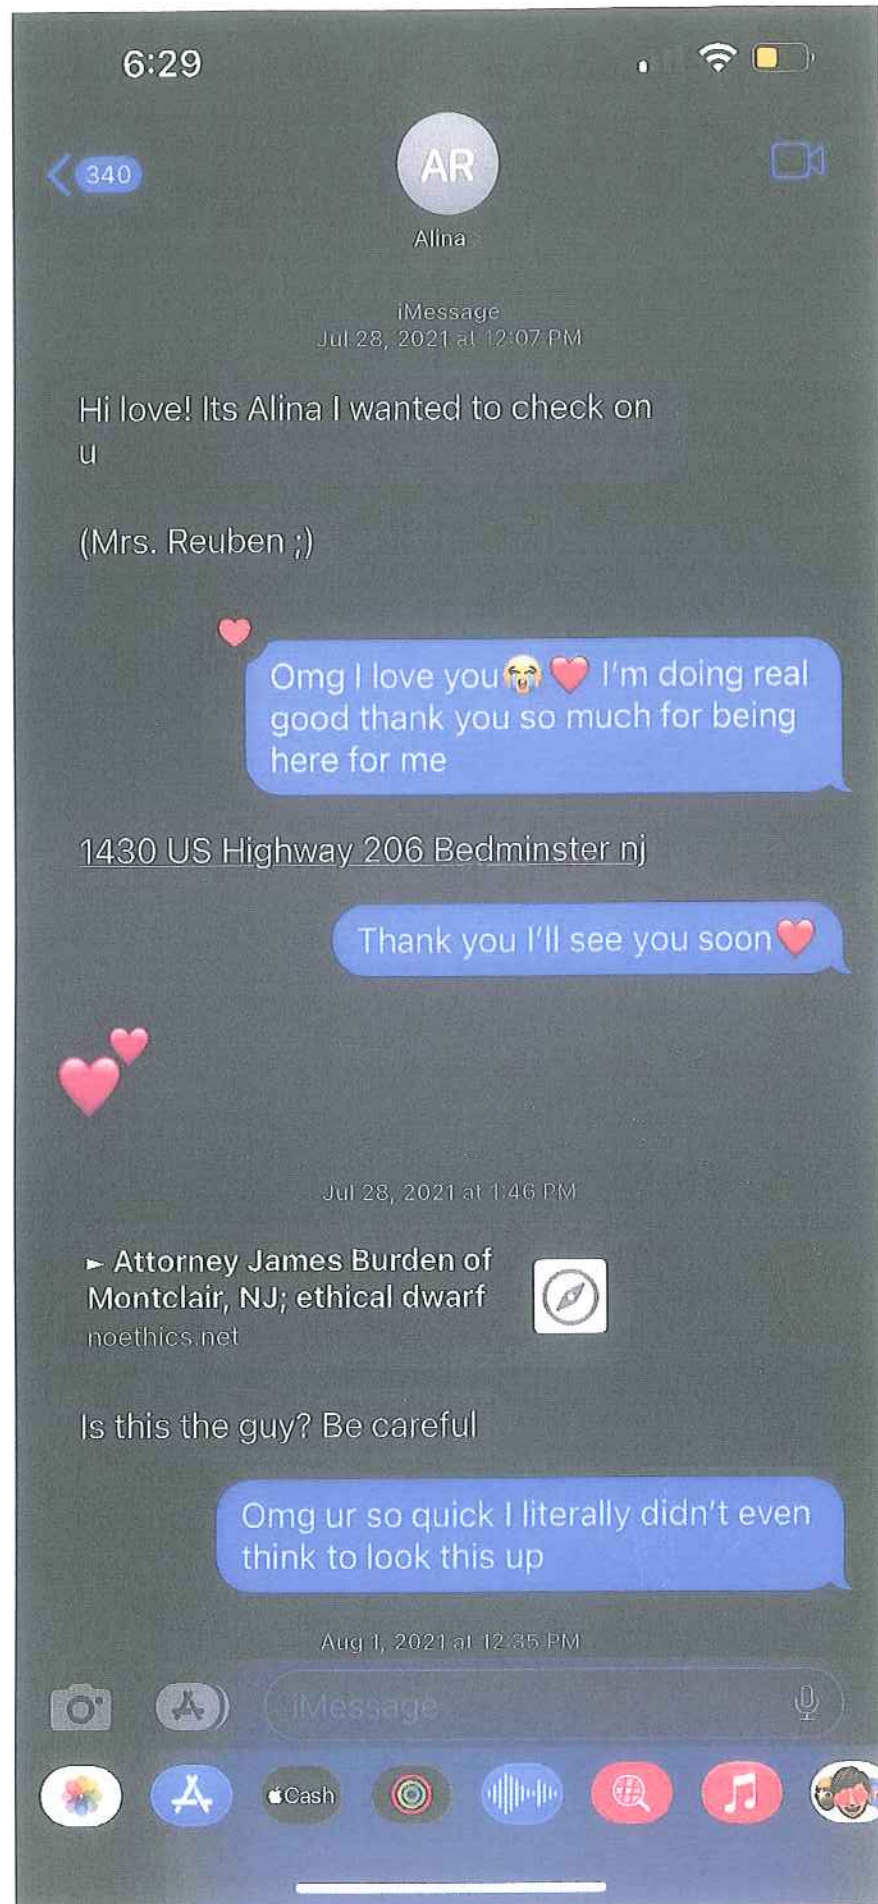 6:29
340
AR
Alina
iMessage
Jul 28, 2021 at 12:07 PM
Hi love! Its Alina I wanted to check on
u
(Mrs. Reuben ;)
Omg I love you😭❤️ I'm doing real
good thank you so much for being
here for me
1430 US Highway 206 Bedminster nj
Thank you I'll see you soon❤️
💕
Jul 28, 2021 at 1:46 PM
► Attorney James Burden of
Montclair, NJ; ethical dwarf
noethics.net
Is this the guy? Be careful
Omg ur so quick I literally didn't even
think to look this up
Aug 1, 2021 at 12:35 PM
iMessage
Cash